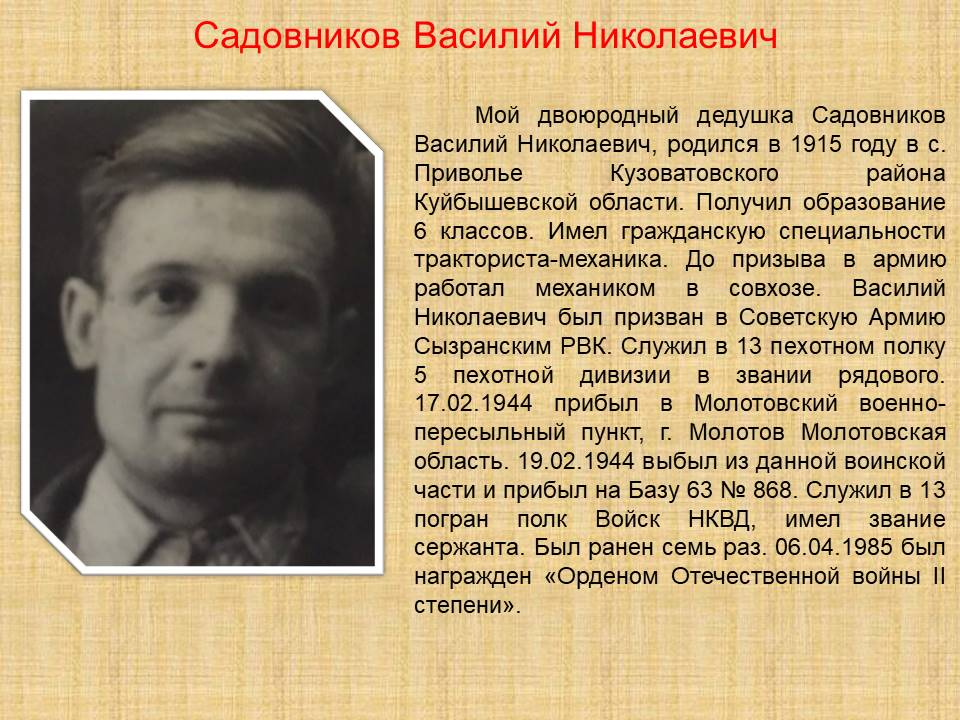 Садовников Василий Николаевич
Мой двоюродный дедушка Садовников
Василий Николаевич, родился в 1915 году в с.
Приволье Кузоватовского района
Куйбышевской области. Получил образование
6 классов. Имел гражданскую специальности
тракториста-механика. До призыва в армию
работал механиком в совхозе. Василий
Николаевич был призван в Советскую Армию
Сызранским РВК. Служил в 13 пехотном полку
5 пехотной дивизии в звании рядового.
17.02.1944 прибыл в Молотовский военно-
пересыльный пункт, г. Молотов Молотовская
область. 19.02.1944 выбыл из данной воинской
части и прибыл на Базу 63 № 868. Служил в 13
погран полк Войск НКВД, имел звание
сержанта. Был ранен семь раз. 06.04.1985 был
награжден «Орденом Отечественной войны II
степени».